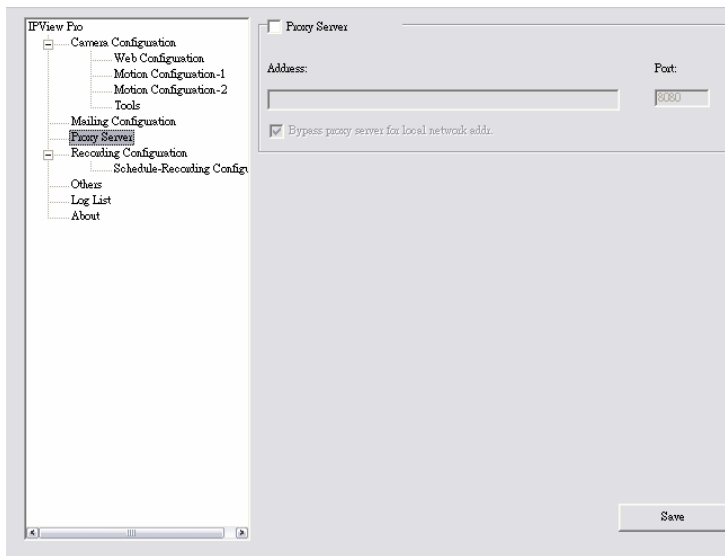 IPView Pro
Camera Configuration
Web Configuration
Motion Configuration-1
Motion Configuration-2
Tools
Mailing Configuration
Proxy Server
Recording Configuration
Schedule-Recording Configu
Others
Log List
About
Proxy Server
Address:
Port:
8080
Bypass proxy server for local network addr.
Save